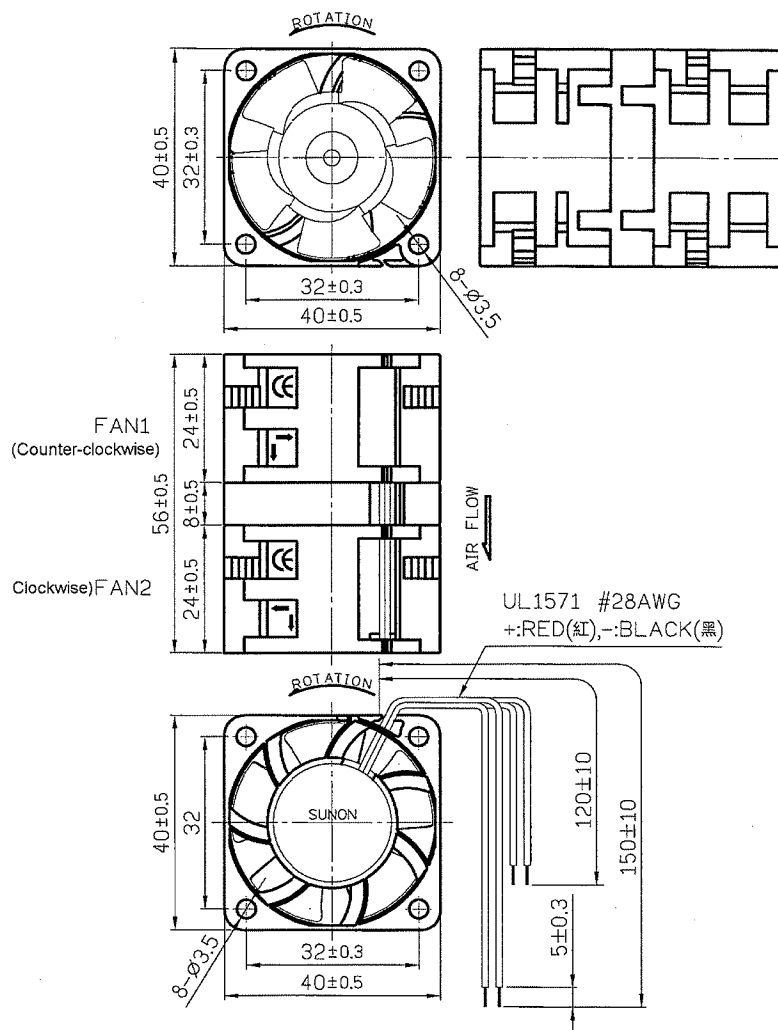 ROTATION
40±0.5
32±0.3
32±0.3
40±0.5
8-Ø3.5
FAN1
(Counter-clockwise)
56±0.5
24±0.5
8±0.5
24±0.5
CE
CE
Clockwise)FAN2
AIR FLOW
UL1571 #28AWG
+:RED(紅),-:BLACK(黑)
ROTATION
40±0.5
32
SUNON
8-Ø3.5
32±0.3
40±0.5
120±10
150±10
5±0.3